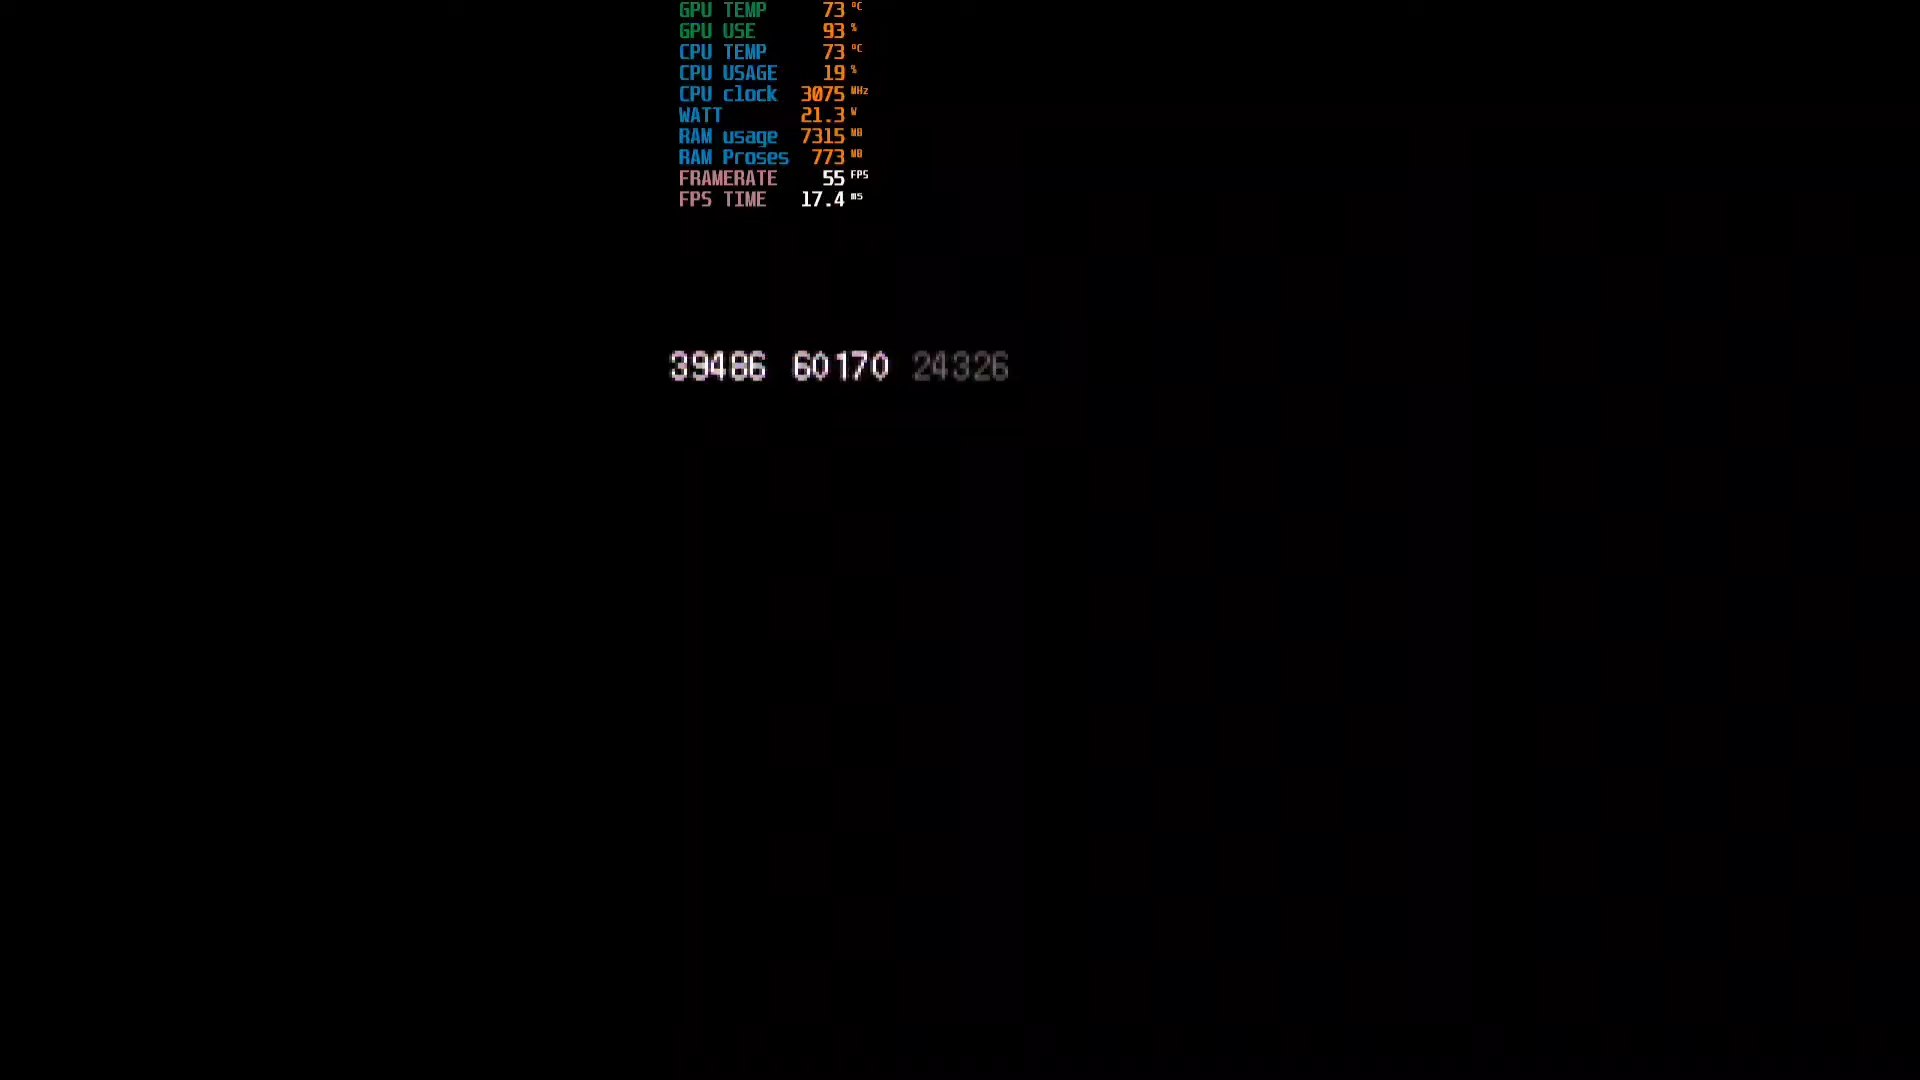 GPU TEMP 73 °C
GPU USE 93 %
CPU TEMP 73 °C
CPU USAGE 19 %
CPU clock 3075 MHz
WATT 21.3 W
RAM usage 7315 MB
RAM Proses 773 MB
FRAMERATE 55 FPS
FPS TIME 17.4 ms
39486 60170 24326